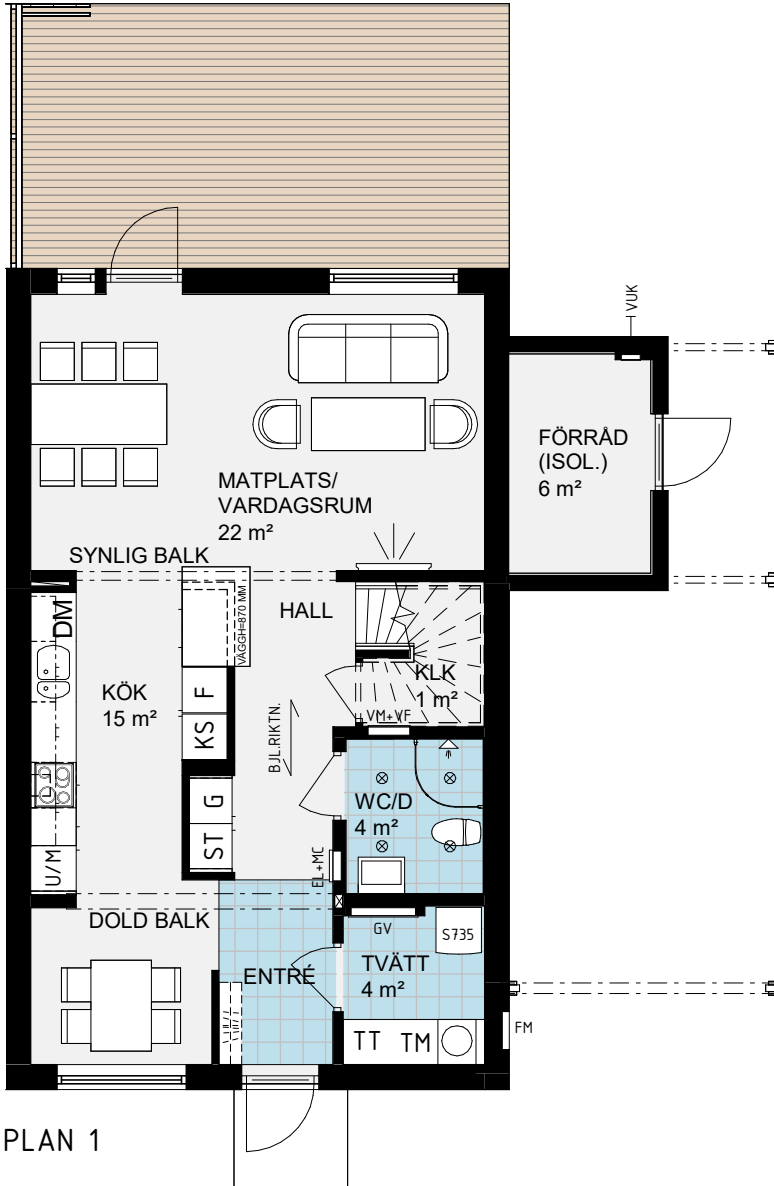 VUK
FÖRRÅD
(ISOL.)
6 m²
MATPLATS/
VARDAGSRUM
22 m²
SYNLIG BALK
DM
VÄGGH=870 MM
HALL
KLK
1 m²
KÖK
15 m²
F
KS
BJL.RIKTN.
VM+VF
WC/D
4 m²
G
ST
U/M
EL+MC
DOLD BALK
GV
S735
ENTRÉ
TVÄTT
4 m²
FM
TT
TM
PLAN 1